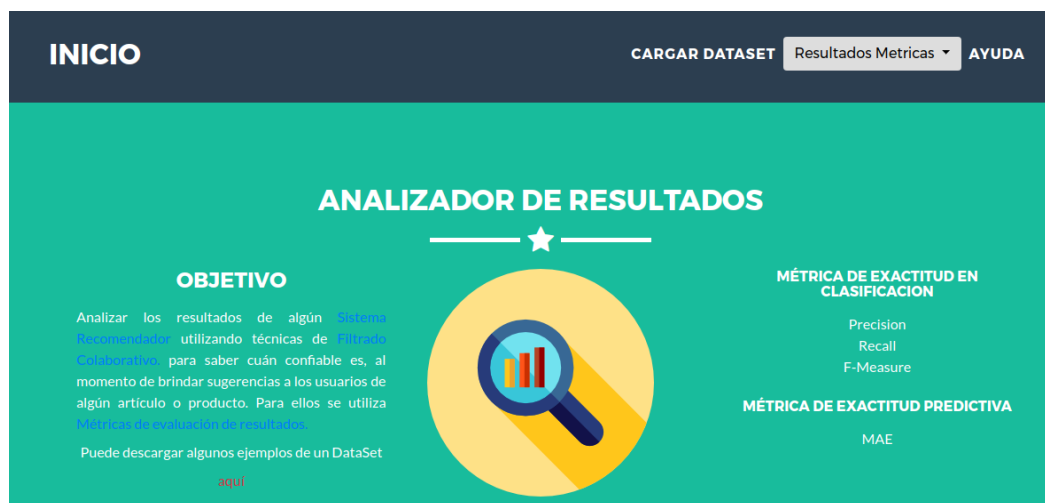 INICIO
CARGAR DATASET Resultados Metricas AYUDA
ANALIZADOR DE RESULTADOS
OBJETIVO
Analizar los resultados de algún Sistema
Recomendador utilizando técnicas de Filtrado
Colaborativo. para saber cuán confiable es, al
momento de brindar sugerencias a los usuarios de
algún artículo o producto. Para ellos se utiliza
Métricas de evaluación de resultados.
Puede descargar algunos ejemplos de un DataSet
aquí
MÉTRICA DE EXACTITUD EN
CLASIFICACION
Precision
Recall
F-Measure
MÉTRICA DE EXACTITUD PREDICTIVA
MAE